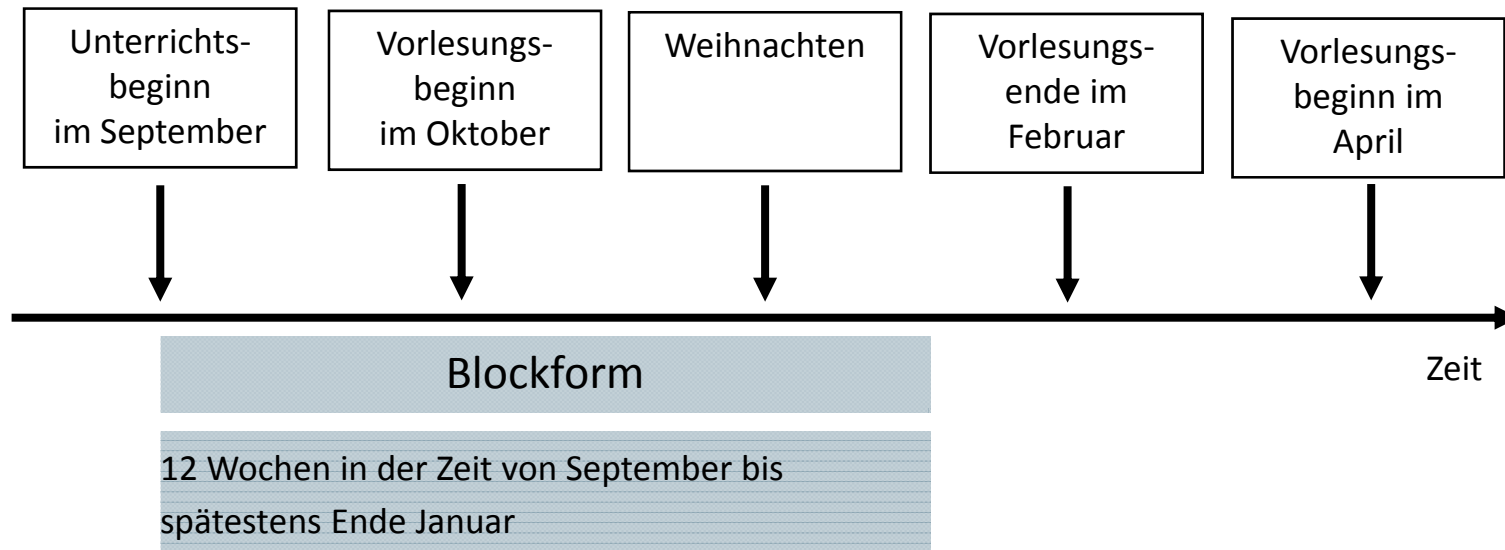 Unterrichts-
beginn
im September
Vorlesungs-
beginn
im Oktober
Weihnachten
Vorlesungs-
ende im
Februar
Vorlesungs-
beginn im
April
Zeit
Blockform
12 Wochen in der Zeit von September bis
spätestens Ende Januar